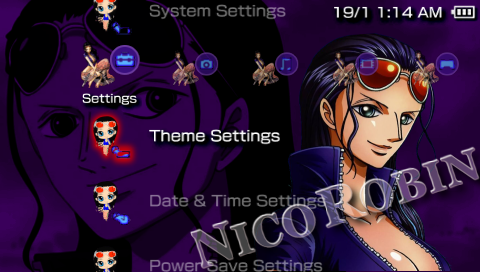 System Settings
19/1 1:14 AM
Settings
Theme Settings
Date & Time Settings
NICO ROBIN
Power Save Settings